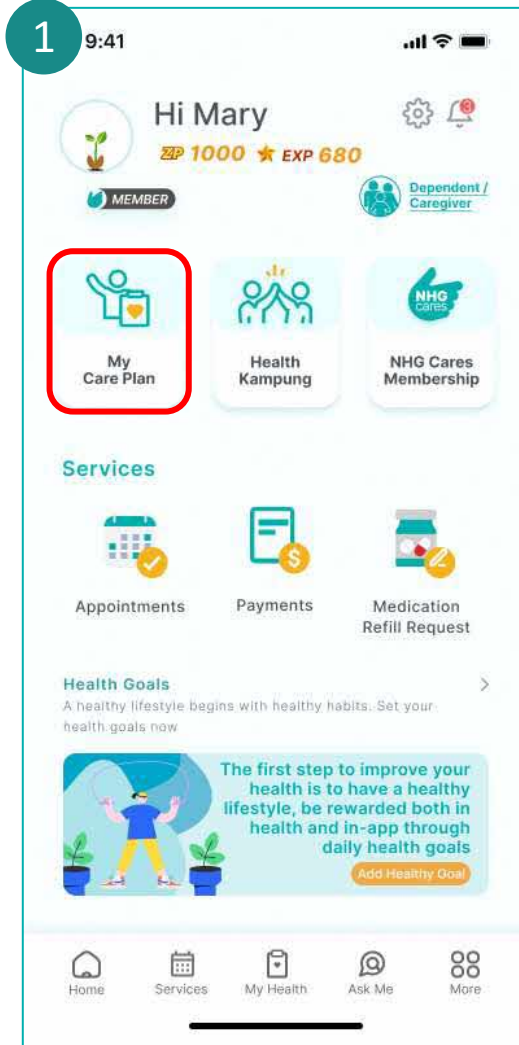 1
9:41
Hi Mary
3
ZP 1000 EXP 680
MEMBER
Dependent /
Caregiver
NHG
cares
My
Care Plan
Health
Kampung
NHG Cares
Membership
Services
Appointments
Payments
Medication
Refill Request
Health Goals
A healthy lifestyle begins with healthy habits. Set your
health goals now
The first step to improve your
health is to have a healthy
lifestyle, be rewarded both in
health and in-app through
daily health goals
Add Healthy Goal
Home
Services
My Health
Ask Me
More